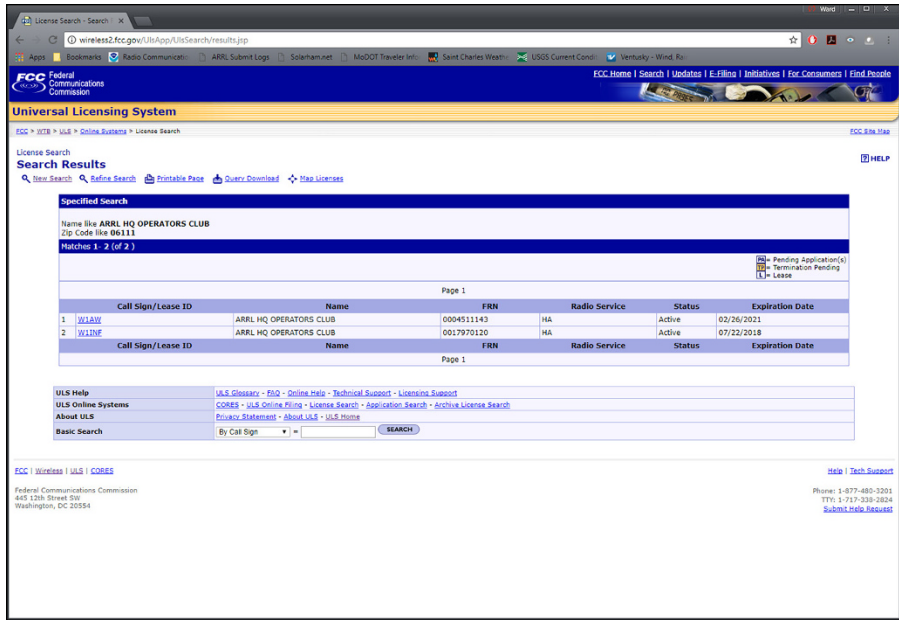 Ward
License Search - Search
wireless2.fcc.gov/UlsApp/UlsSearch/results.jsp
Apps Bookmarks Radio Communicatio ARRL Submit Logs Solarham.net MoDOT Traveler Info Saint Charles Weath USGS Current Condi Ventusky - Wind, Ra
FCC Federal Communications Commission
FCC Home | Search | Updates | E-Filing | Initiatives | For Consumers | Find People
Universal Licensing System
FCC > WTB > ULS > Online Systems > License Search FCC Site Map
License Search
Search Results ? HELP
New Search Refine Search Printable Page Query Download Map Licenses
Specified Search
Name like ARRL HQ OPERATORS CLUB
Zip Code like 06111
Matches 1- 2 (of 2 )
PA = Pending Application(s)
TP = Termination Pending
L = Lease
Page 1
Call Sign/Lease ID Name FRN Radio Service Status Expiration Date
1 W1AW ARRL HQ OPERATORS CLUB 0004511143 HA Active 02/26/2021
2 W1INF ARRL HQ OPERATORS CLUB 0017970120 HA Active 07/22/2018
Call Sign/Lease ID Name FRN Radio Service Status Expiration Date
Page 1
ULS Help ULS Glossary - FAQ - Online Help - Technical Support - Licensing Support
ULS Online Systems CORES - ULS Online Filing - License Search - Application Search - Archive License Search
About ULS Privacy Statement - About ULS - ULS Home
Basic Search By Call Sign = SEARCH
FCC | Wireless | ULS | CORES Help | Tech Support
Federal Communications Commission
445 12th Street SW
Washington, DC 20554
Phone: 1-877-480-3201
TTY: 1-717-338-2824
Submit Help Request